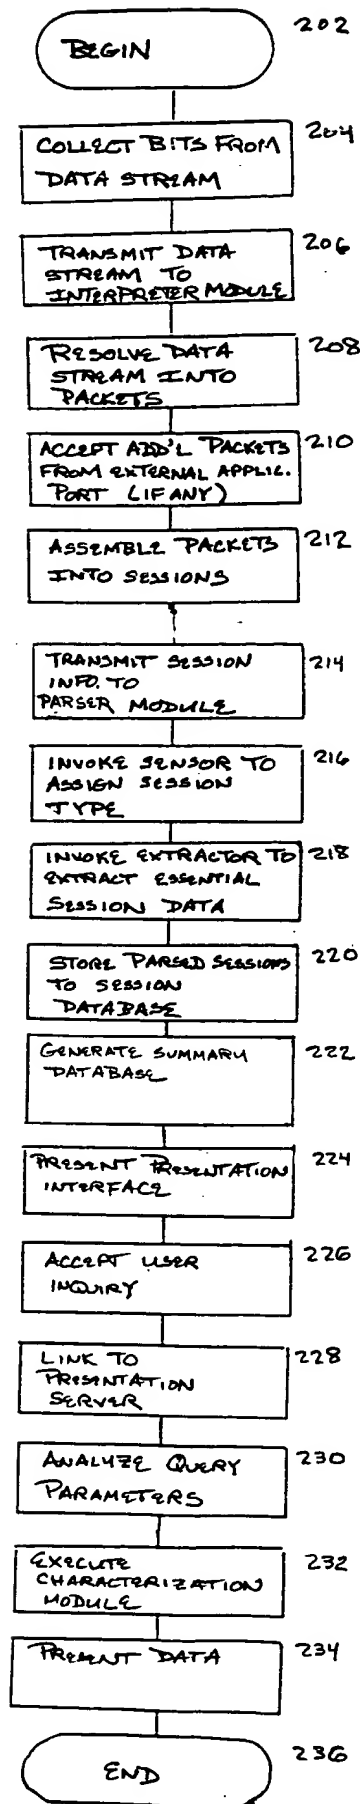 202
BEGIN
204
COLLECT BITS FROM
DATA STREAM
206
TRANSMIT DATA
STREAM TO
INTERPRETER MODULE
208
RESOLVE DATA
STREAM INTO
PACKETS
210
ACCEPT ADD'L PACKETS
FROM EXTERNAL APPLIC.
PORT (IF ANY)
212
ASSEMBLE PACKETS
INTO SESSIONS
214
TRANSMIT SESSION
INFO. TO
PARSER MODULE
216
INVOKE SENSOR TO
ASSIGN SESSION
TYPE
218
INVOKE EXTRACTOR TO
EXTRACT ESSENTIAL
SESSION DATA
220
STORE PARSED SESSIONS
TO SESSION
DATABASE
222
GENERATE SUMMARY
DATABASE
224
PRESENT PRESENTATION
INTERFACE
226
ACCEPT USER
INQUIRY
228
LINK TO
PRESENTATION
SERVER
230
ANALYZE QUERY
PARAMETERS
232
EXECUTE
CHARACTERIZATION
MODULE
234
PRESENT DATA
236
END